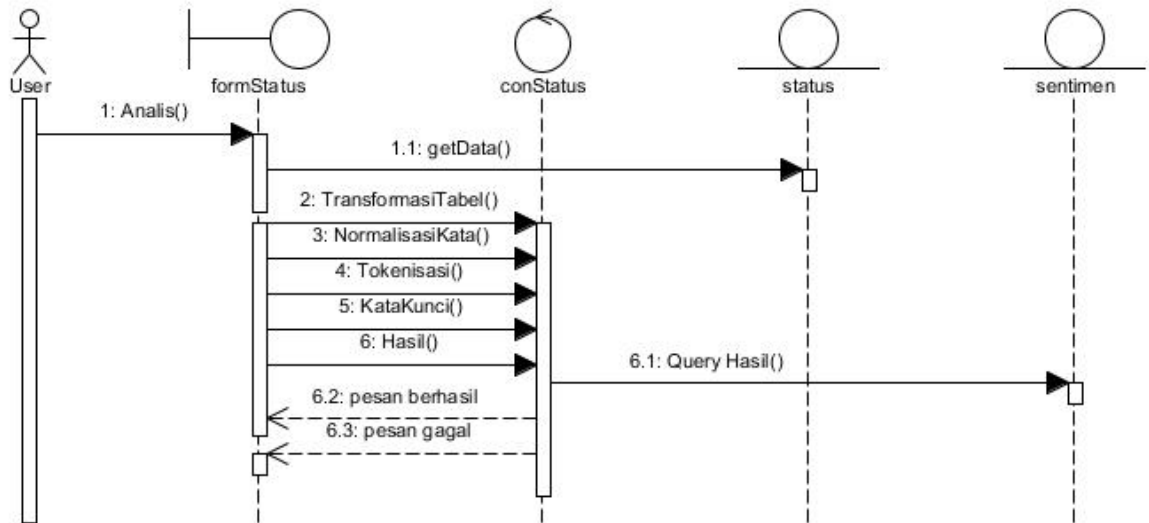 User
formStatus
conStatus
status
sentimen
1: Analis()
1.1: getData()
2: TransformasiTabel()
3: NormalisasiKata()
4: Tokenisasi()
5: KataKunci()
6: Hasil()
6.1: Query Hasil()
6.2: pesan berhasil
6.3: pesan gagal